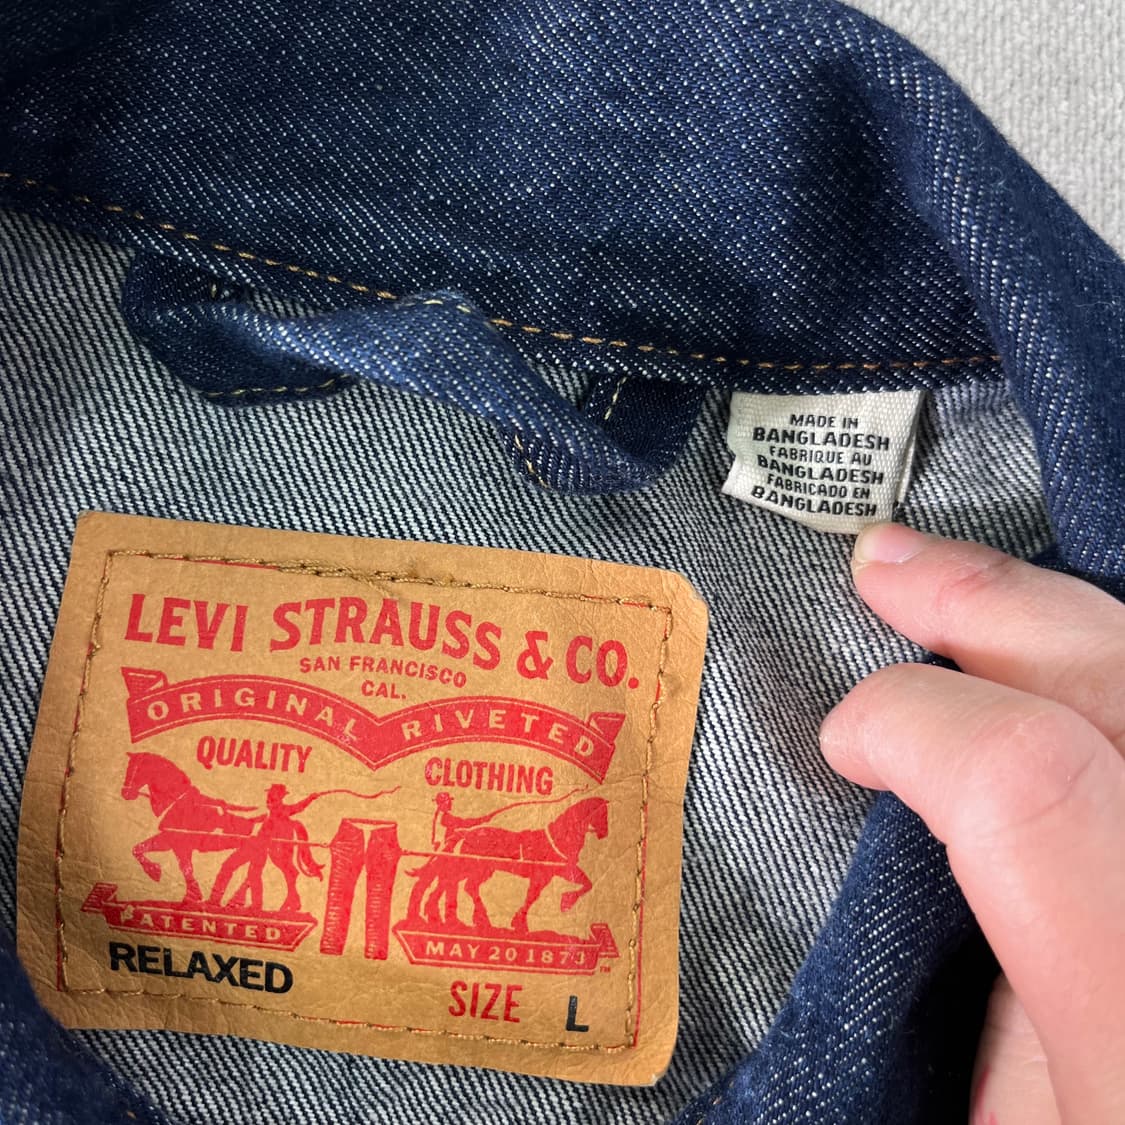 MADE IN
BANGLADESH
FABRIQUE AU
BANGLADESH
FABRICADO EN
BANGLADESH
LEVI STRAUSS & CO.
SAN FRANCISCO
CAL.
ORIGINAL RIVETED
QUALITY CLOTHING
PATENTED MAY 20 1873
TM
RELAXED
SIZE L